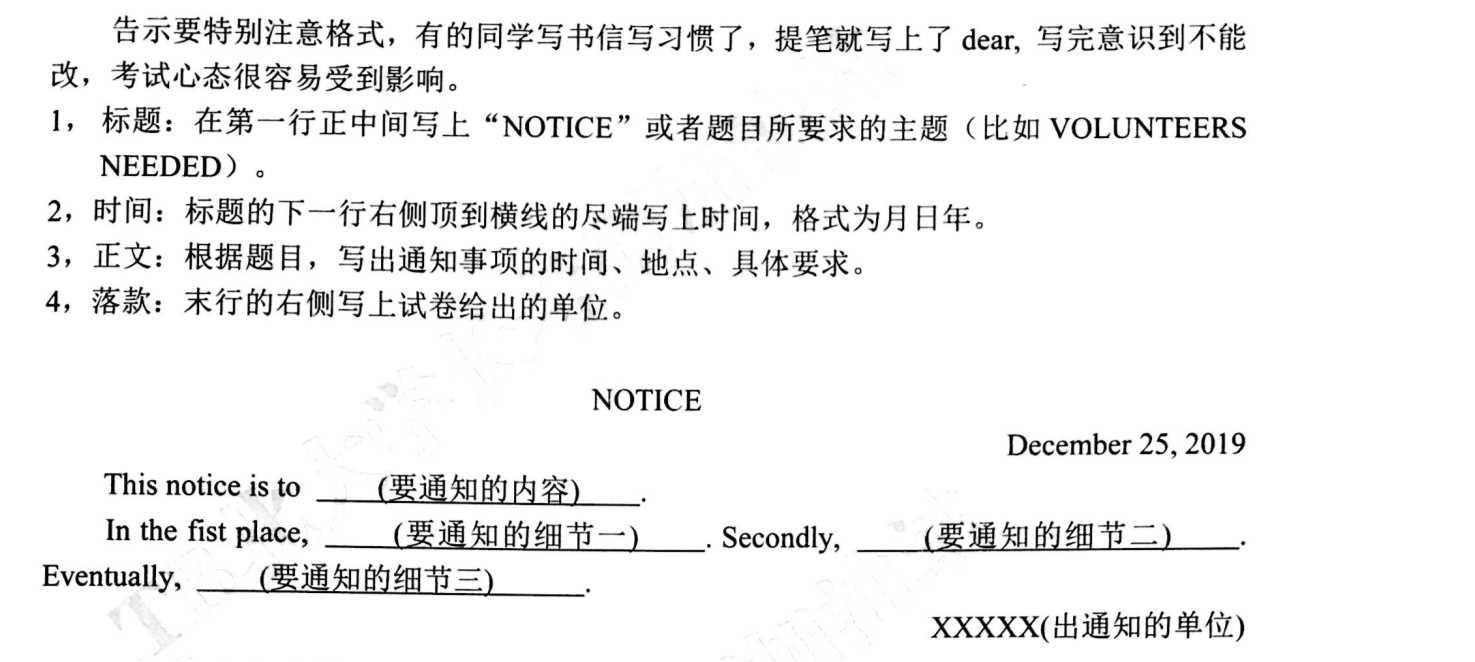 告示要特别注意格式，有的同学写书信写习惯了，提笔就写上了 dear, 写完意识到不能
改，考试心态很容易受到影响。
1， 标题：在第一行正中间写上“NOTICE”或者题目所要求的主题（比如 VOLUNTEERS
NEEDED）。
2，时间：标题的下一行右侧顶到横线的尽端写上时间，格式为月日年。
3，正文：根据题目，写出通知事项的时间、地点、具体要求。
4，落款：末行的右侧写上试卷给出的单位。
NOTICE
December 25, 2019
This notice is to ____(要通知的内容)____.
In the fist place, ____(要通知的细节一)____. Secondly, ____(要通知的细节二)____.
Eventually, ____(要通知的细节三)____.
XXXXX(出通知的单位)